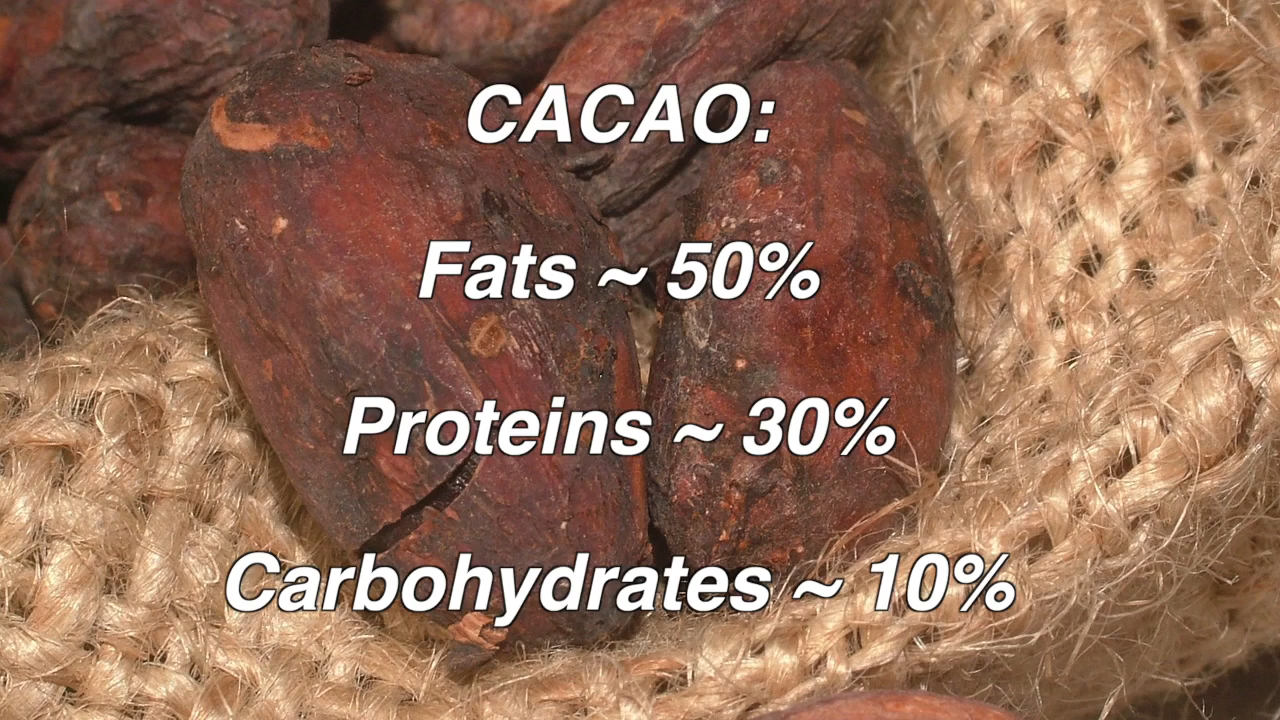 CACAO:
Fats ~ 50%
Proteins ~ 30%
Carbohydrates ~ 10%